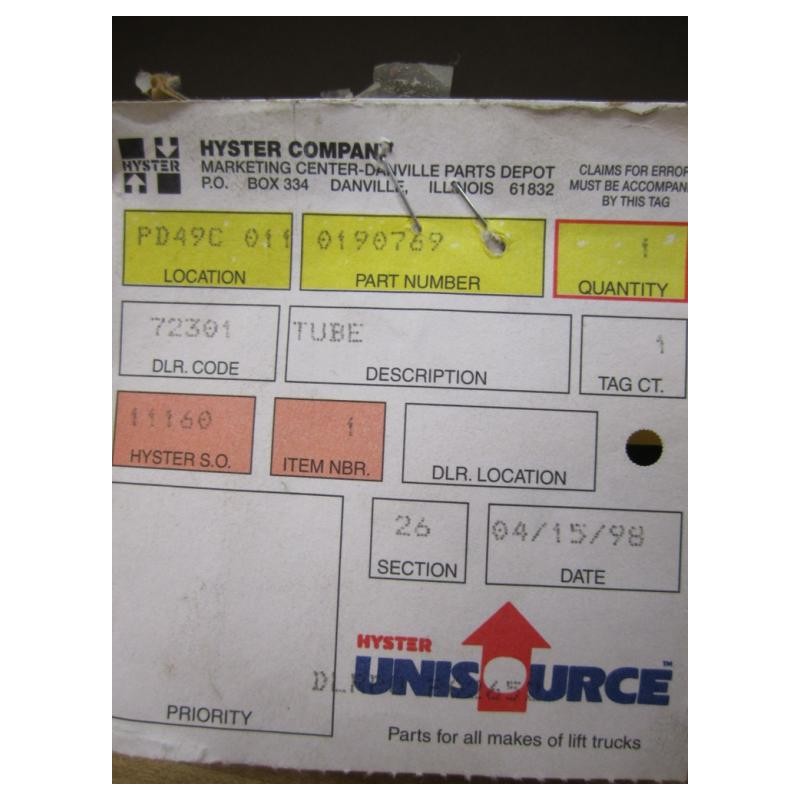 HYSTER
HYSTER COMPANY
MARKETING CENTER-DANVILLE PARTS DEPOT
P.O. BOX 334 DANVILLE, ILLINOIS 61832
CLAIMS FOR ERROR
MUST BE ACCOMPANI
BY THIS TAG
PD49C 011 0190769 1
LOCATION PART NUMBER QUANTITY
72301 TUBE 1
DLR. CODE DESCRIPTION TAG CT.
11160 1
HYSTER S.O. ITEM NBR. DLR. LOCATION
26 04/15/98
SECTION DATE
HYSTER
UNISOURCE™
PRIORITY
Parts for all makes of lift trucks